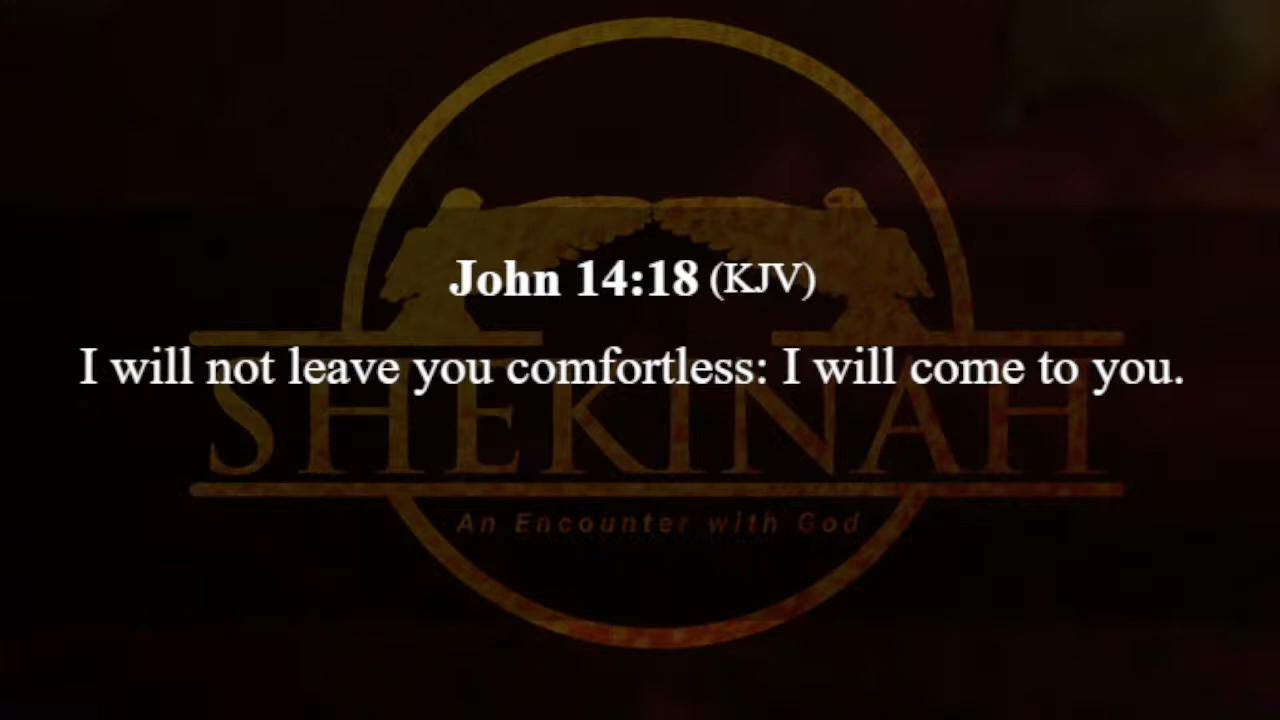 John 14:18 (KJV)
I will not leave you comfortless: I will come to you.
SHEKINAH
An Encounter with God